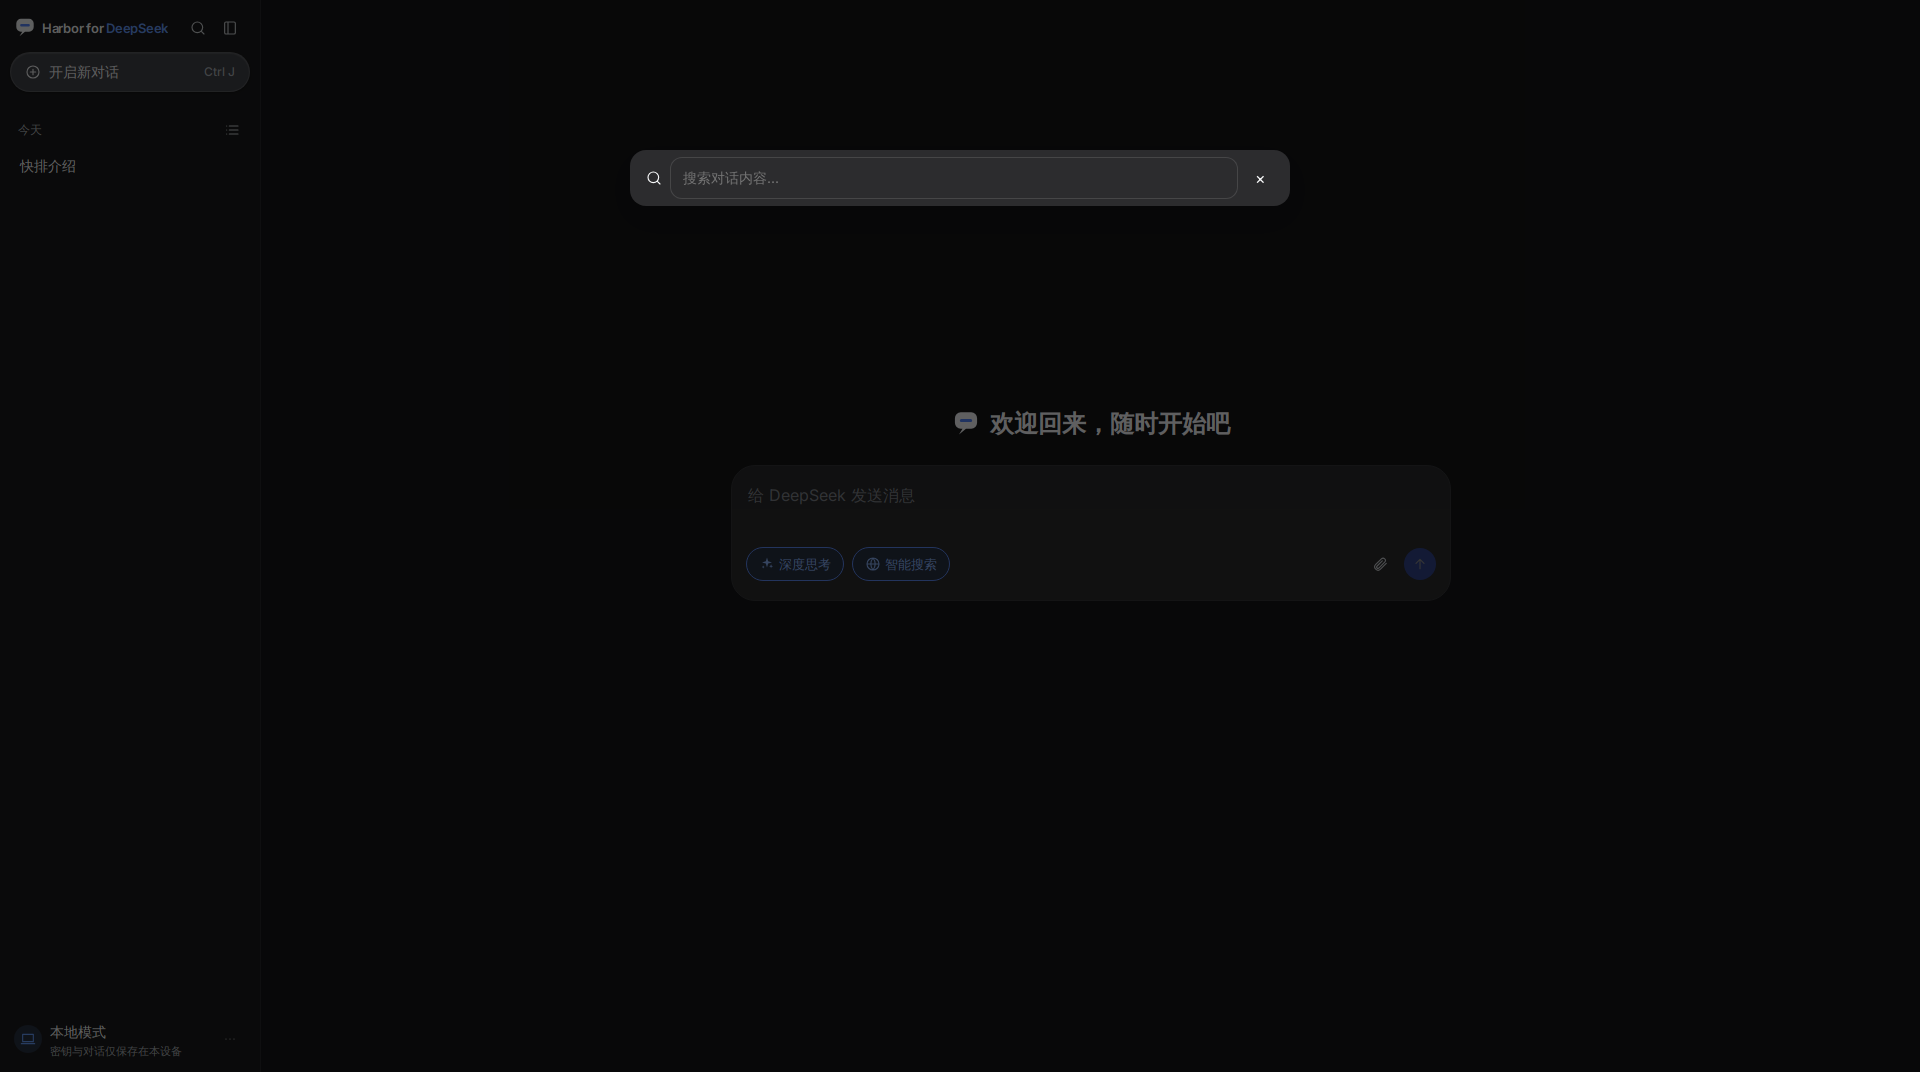 Harbor for DeepSeek
开启新对话 Ctrl J
今天
快排介绍
搜索对话内容...
欢迎回来，随时开始吧
给 DeepSeek 发送消息
深度思考 智能搜索
本地模式
密钥与对话仅保存在本设备